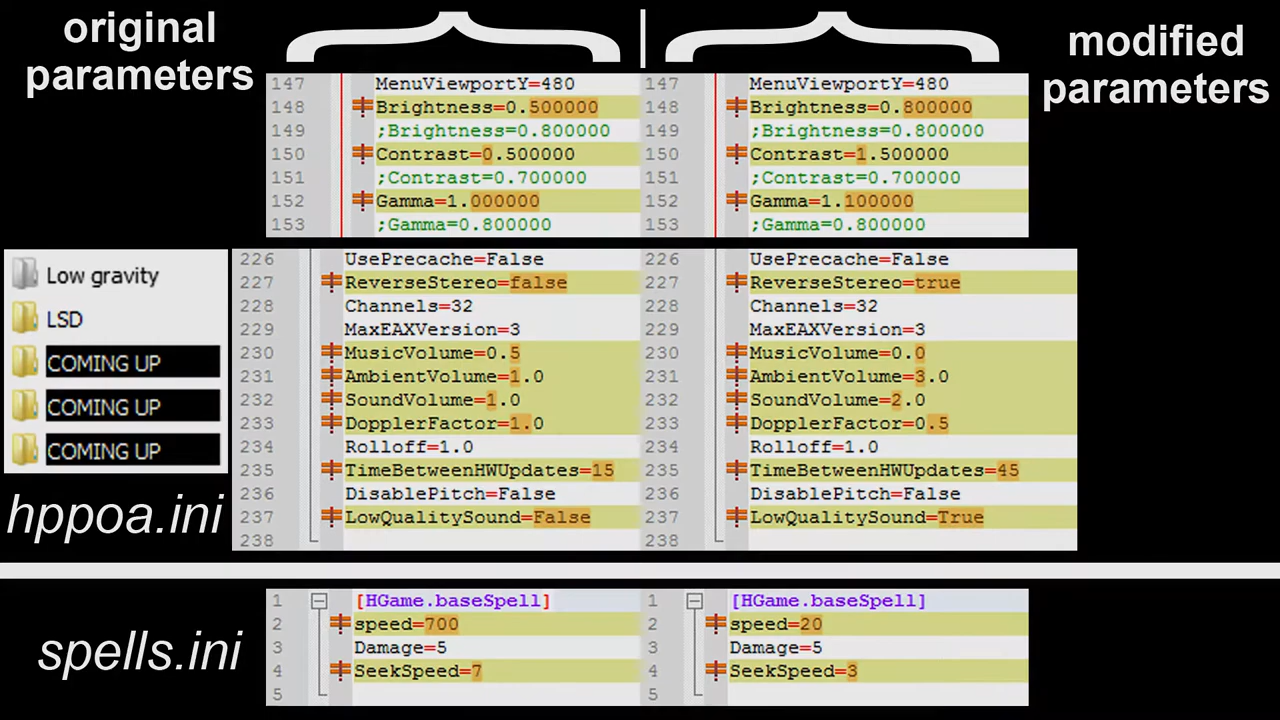 original
parameters
modified
parameters
147 MenuViewportY=480
148 Brightness=0.500000
149 ;Brightness=0.800000
150 Contrast=0.500000
151 ;Contrast=0.700000
152 Gamma=1.000000
153 ;Gamma=0.800000
147 MenuViewportY=480
148 Brightness=0.800000
149 ;Brightness=0.800000
150 Contrast=1.500000
151 ;Contrast=0.700000
152 Gamma=1.100000
153 ;Gamma=0.800000
Low gravity
LSD
COMING UP
COMING UP
COMING UP
hppoa.ini
226 UsePrecache=False
227 ReverseStereo=false
228 Channels=32
229 MaxEAXVersion=3
230 MusicVolume=0.5
231 AmbientVolume=1.0
232 SoundVolume=1.0
233 DopplerFactor=1.0
234 Rolloff=1.0
235 TimeBetweenHWUpdates=15
236 DisablePitch=False
237 LowQualitySound=False
238
226 UsePrecache=False
227 ReverseStereo=true
228 Channels=32
229 MaxEAXVersion=3
230 MusicVolume=0.0
231 AmbientVolume=3.0
232 SoundVolume=2.0
233 DopplerFactor=0.5
234 Rolloff=1.0
235 TimeBetweenHWUpdates=45
236 DisablePitch=False
237 LowQualitySound=True
238
spells.ini
1 [HGame.baseSpell]
2 speed=700
3 Damage=5
4 SeekSpeed=7
5
1 [HGame.baseSpell]
2 speed=20
3 Damage=5
4 SeekSpeed=3
5